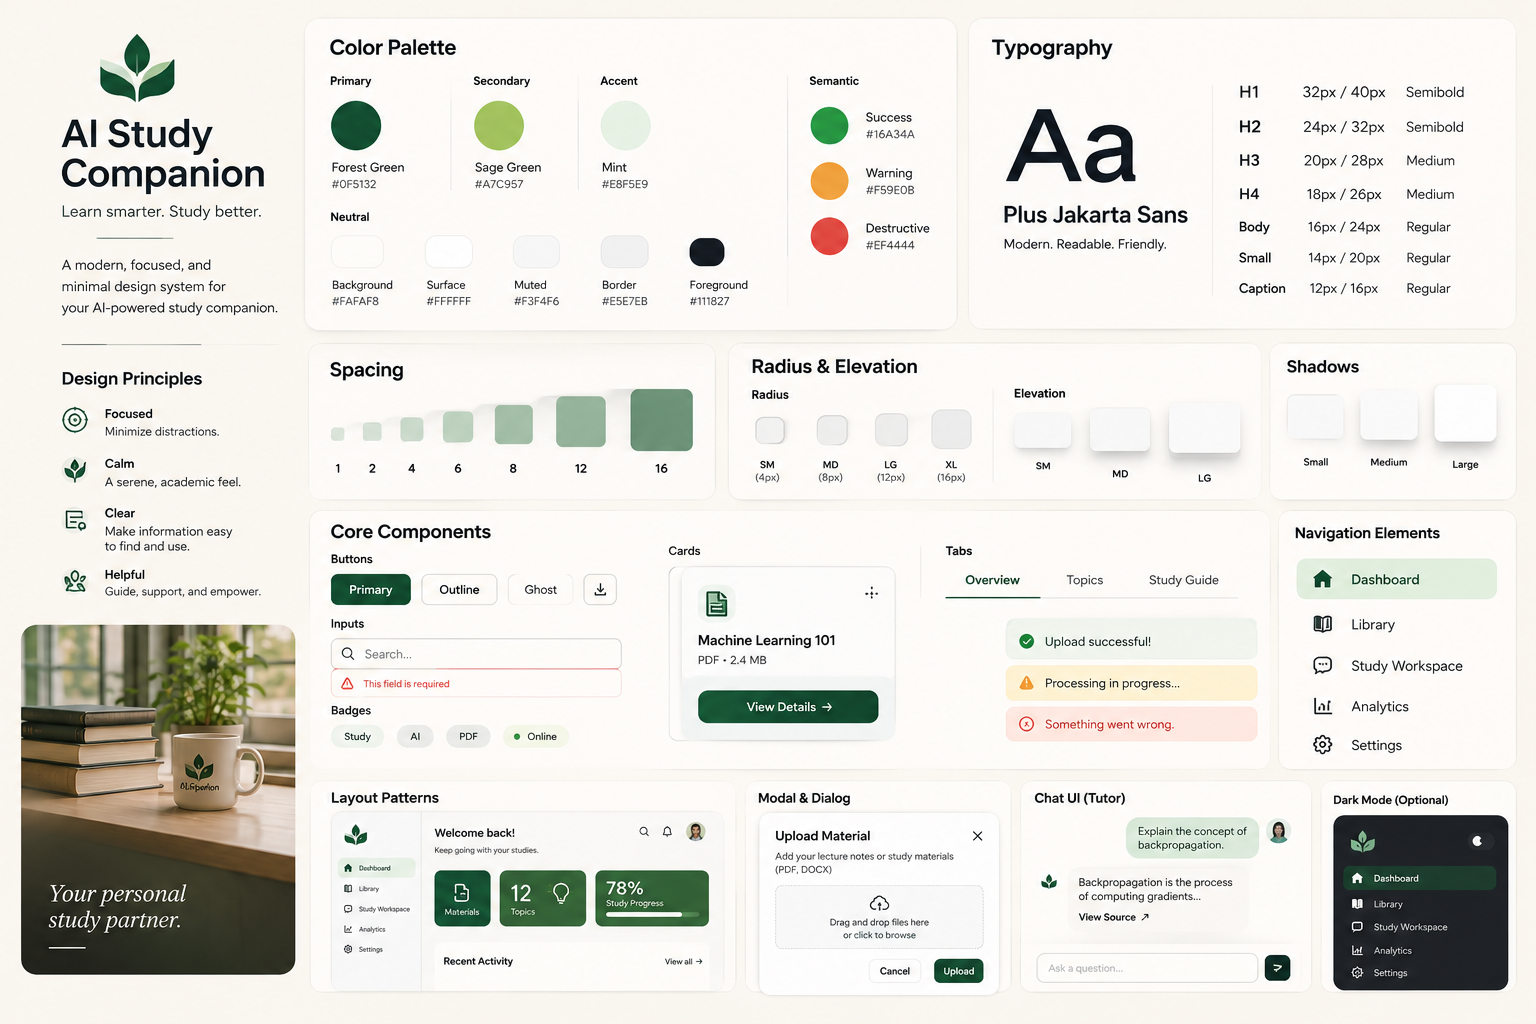 AI Study
Companion
Learn smarter. Study better.
A modern, focused, and
minimal design system for
your AI-powered study companion.
Design Principles
Focused
Minimize distractions.
Calm
A serene, academic feel.
Clear
Make information easy
to find and use.
Helpful
Guide, support, and empower.
Your personal
study partner.
Color Palette
Primary
Forest Green
#0F5132
Secondary
Sage Green
#A7C957
Accent
Mint
#E8F5E9
Neutral
Background
#FAFAF8
Surface
#FFFFFF
Muted
#F3F4F6
Border
#E5E7EB
Foreground
#111827
Semantic
Success
#16A34A
Warning
#F59E0B
Destructive
#EF4444
Typography
Aa
Plus Jakarta Sans
Modern. Readable. Friendly.
H1 32px / 40px Semibold
H2 24px / 32px Semibold
H3 20px / 28px Medium
H4 18px / 26px Medium
Body 16px / 24px Regular
Small 14px / 20px Regular
Caption 12px / 16px Regular
Spacing
1 2 4 6 8 12 16
Radius & Elevation
Radius
SM
(4px)
MD
(8px)
LG
(12px)
XL
(16px)
Elevation
SM
MD
LG
Shadows
Small
Medium
Large
Core Components
Buttons
Primary
Outline
Ghost
Inputs
Search...
This field is required
Badges
Study
AI
PDF
Online
Cards
Machine Learning 101
PDF • 2.4 MB
View Details →
Tabs
Overview
Topics
Study Guide
Upload successful!
Processing in progress...
Something went wrong.
Navigation Elements
Dashboard
Library
Study Workspace
Analytics
Settings
Layout Patterns
Dashboard
Library
Study Workspace
Analytics
Settings
Welcome back!
Keep going with your studies.
Materials
12
Topics
78%
Study Progress
Recent Activity
View all →
Modal & Dialog
Upload Material
Add your lecture notes or study materials
(PDF, DOCX)
Drag and drop files here
or click to browse
Cancel
Upload
Chat UI (Tutor)
Explain the concept of
backpropagation.
Backpropagation is the process
of computing gradients...
View Source ↗
Ask a question...
Dark Mode (Optional)
Dashboard
Library
Study Workspace
Analytics
Settings